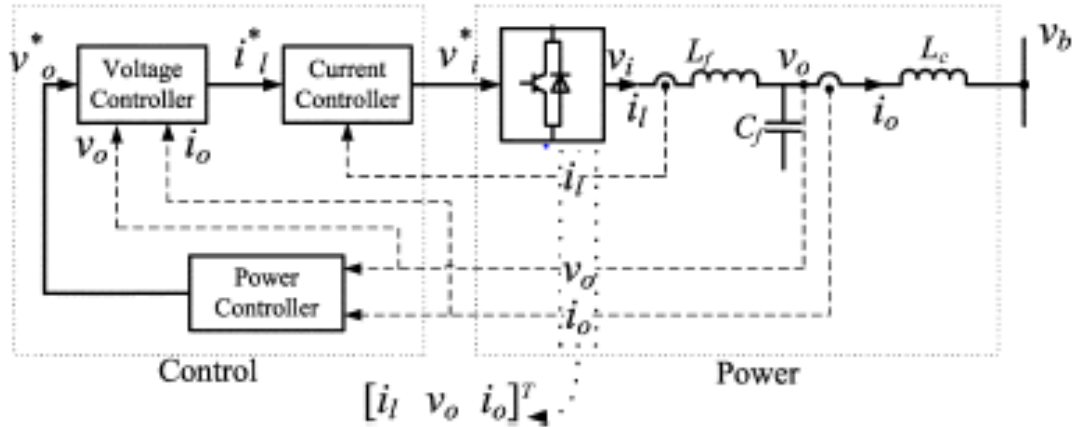 v*o
Voltage
Controller
i*l
Current
Controller
v*i
vi
il
Lf
vo
Cf
io
Lc
vb
vo
io
il
Power
Controller
vo
io
Control
Power
[il vo io]T